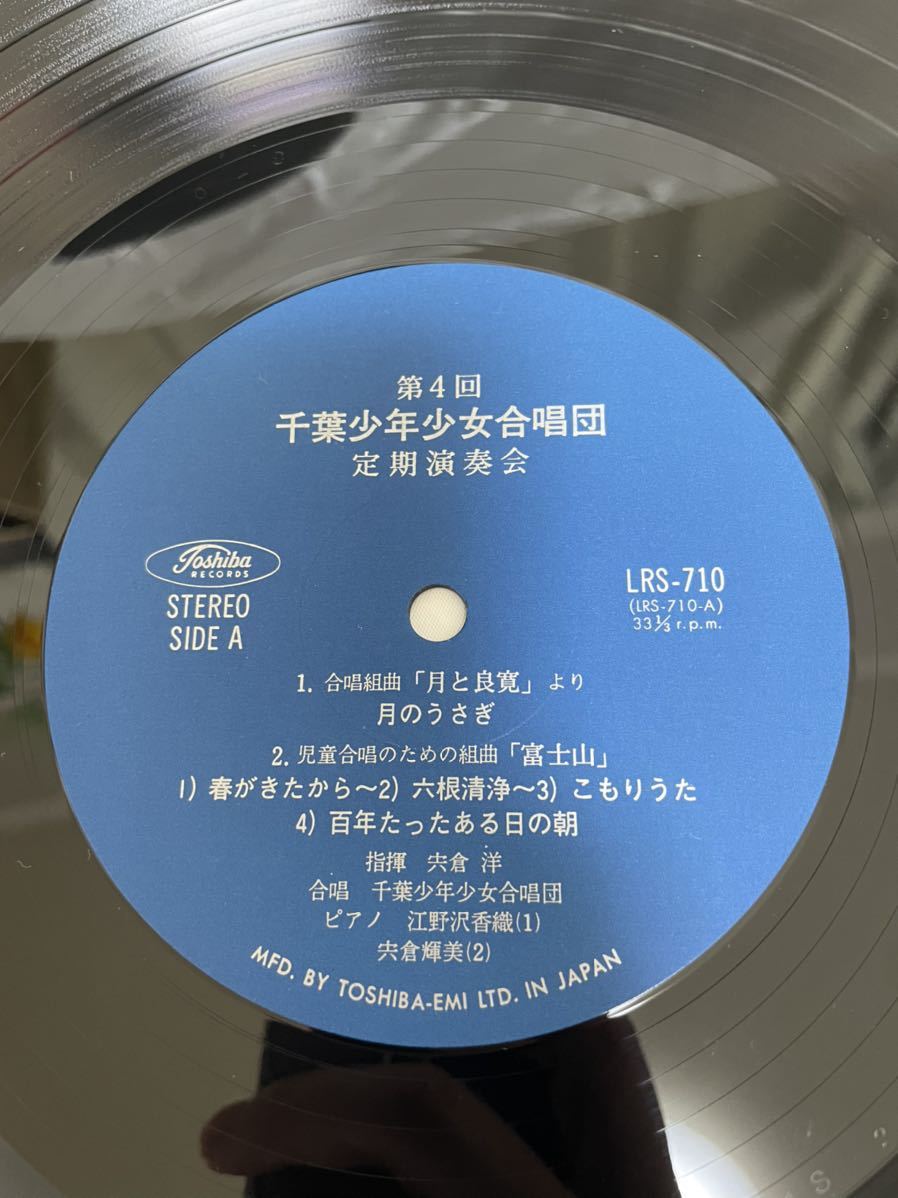 第4回
千葉少年少女合唱団
定期演奏会
Toshiba
RECORDS
STEREO
SIDE A
LRS-710
(LRS-710-A)
33⅓ r.p.m.
1. 合唱組曲「月と良寛」より
月のうさぎ
2. 児童合唱のための組曲「富士山」
1) 春がきたから〜2) 六根清浄〜3) こもりうた
4) 百年たったある日の朝
指揮 宍倉 洋
合唱 千葉少年少女合唱団
ピアノ 江野沢香織(1)
宍倉輝美(2)
MFD. BY TOSHIBA-EMI LTD. IN JAPAN